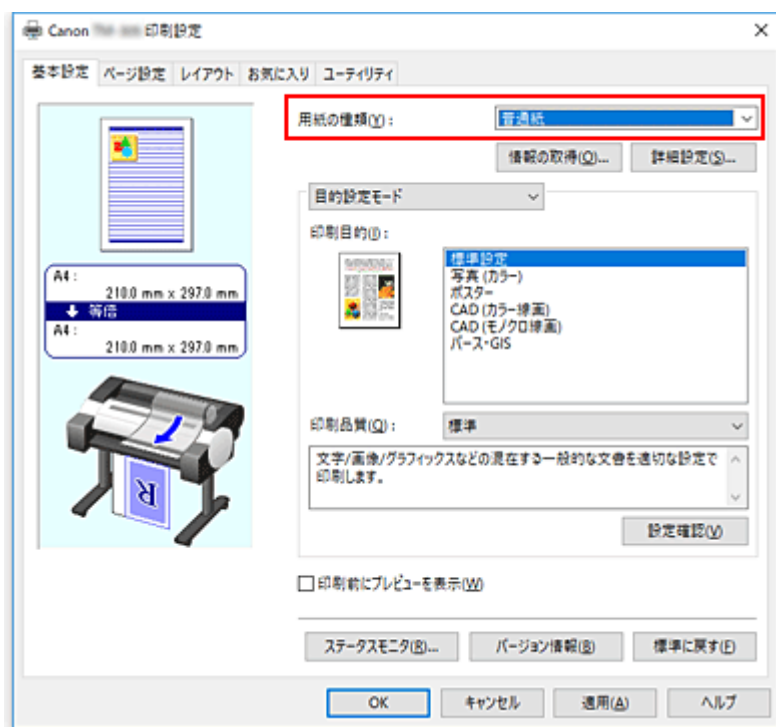 Canon 印刷設定
基本設定 ページ設定 レイアウト お気に入り ユーティリティ
用紙の種類(Y): 普通紙
情報の取得(O)... 詳細設定(S)...
目的設定モード
印刷目的(I):
標準設定
写真 (カラー)
ポスター
CAD (カラー線画)
CAD (モノクロ線画)
パース・GIS
A4 :
210.0 mm x 297.0 mm
等倍
A4 :
210.0 mm x 297.0 mm
R
印刷品質(Q): 標準
文字/画像/グラフィックスなどの混在する一般的な文書を適切な設定で
印刷します。
設定確認(V)
印刷前にプレビューを表示(W)
ステータスモニタ(R)... バージョン情報(B) 標準に戻す(F)
OK キャンセル 適用(A) ヘルプ